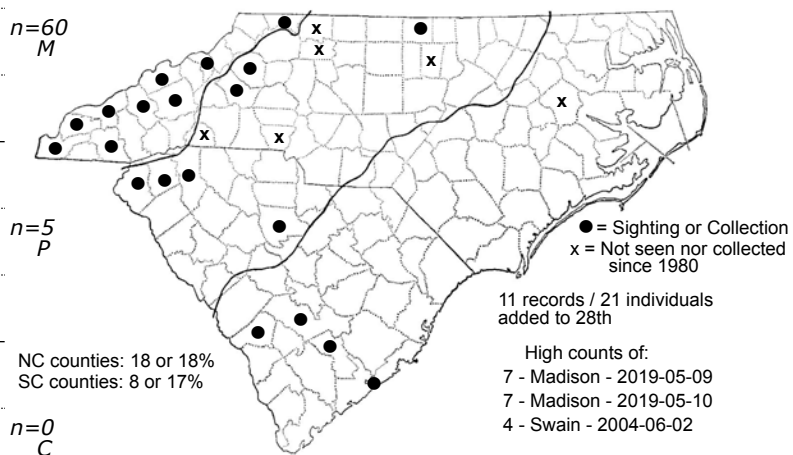 n=60
M
n=5
P
n=0
C
● = Sighting or Collection
x = Not seen nor collected
since 1980
11 records / 21 individuals
added to 28th
NC counties: 18 or 18%
SC counties: 8 or 17%
High counts of:
7 - Madison - 2019-05-09
7 - Madison - 2019-05-10
4 - Swain - 2004-06-02